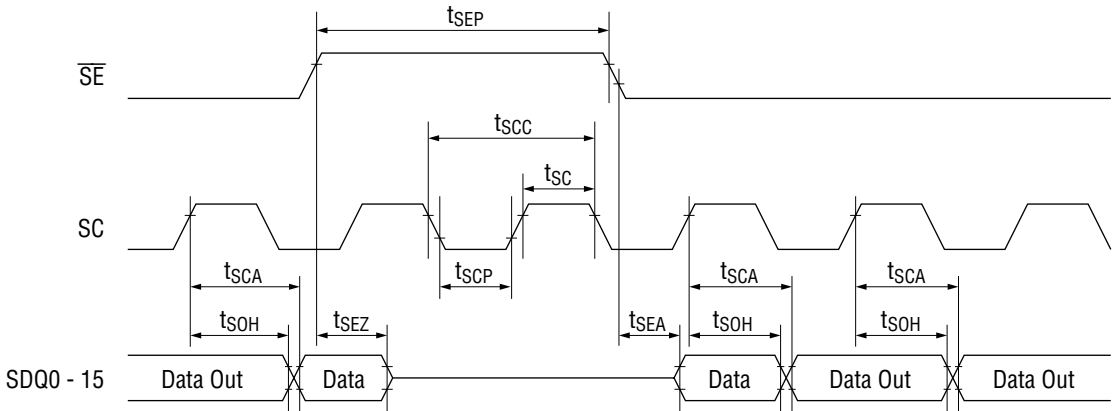 tSEP
SE
tSCC
tSC
SC
tSCP
tSCA tSCA tSCA
tSOH tSEZ tSEA tSOH tSOH
SDQ0 - 15 Data Out Data Data Data Out Data Out